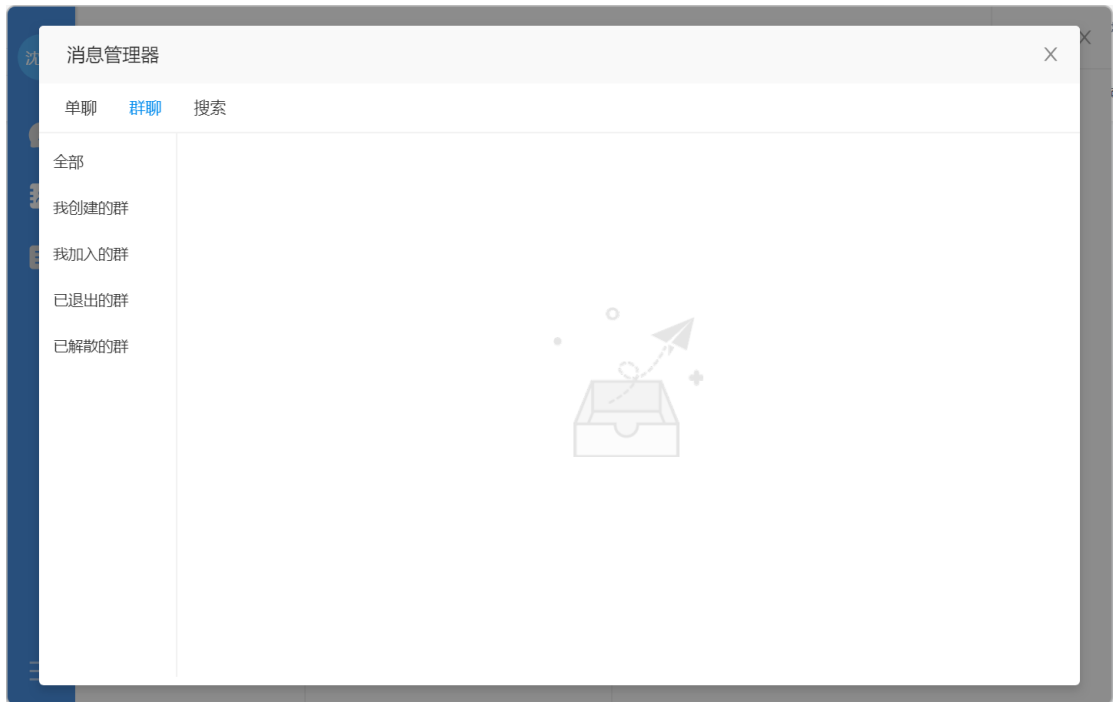 消息管理器
单聊 群聊 搜索
全部
我创建的群
我加入的群
已退出的群
已解散的群
沈